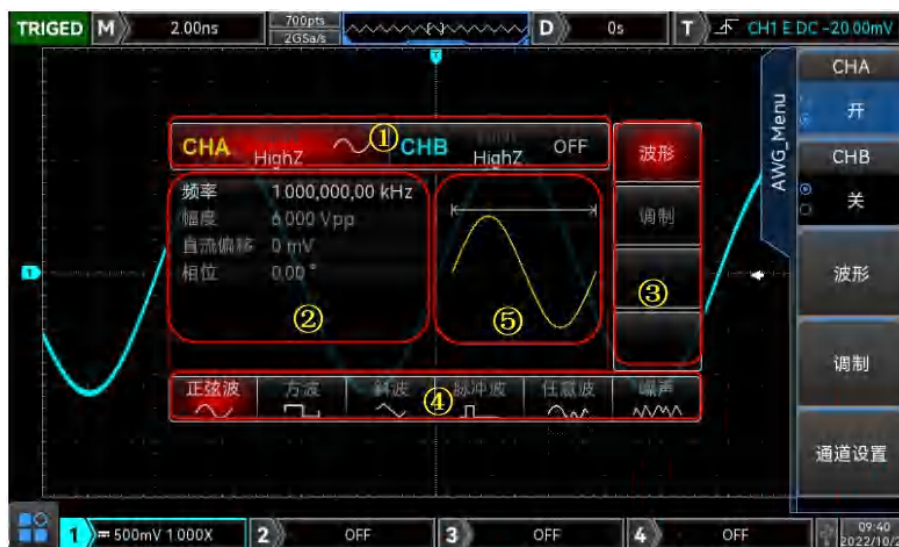 TRIGED M 2.00ns 700pts 2GSa/s D 0s T CH1 E DC -20.00mV
T
CHA HighZ ① CHB HighZ OFF
频率 1.000,000,00 kHz
幅度 6.000 Vpp
直流偏移 0 mV
相位 0.00 °
②
⑤
波形
调制
③
正弦波 方波 斜波 ④ 脉冲波 任意波 噪声
1
AWG_Menu
CHA
开
CHB
关
波形
调制
通道设置
1 500mV 1.000X 2 OFF 3 OFF 4 OFF 09:40